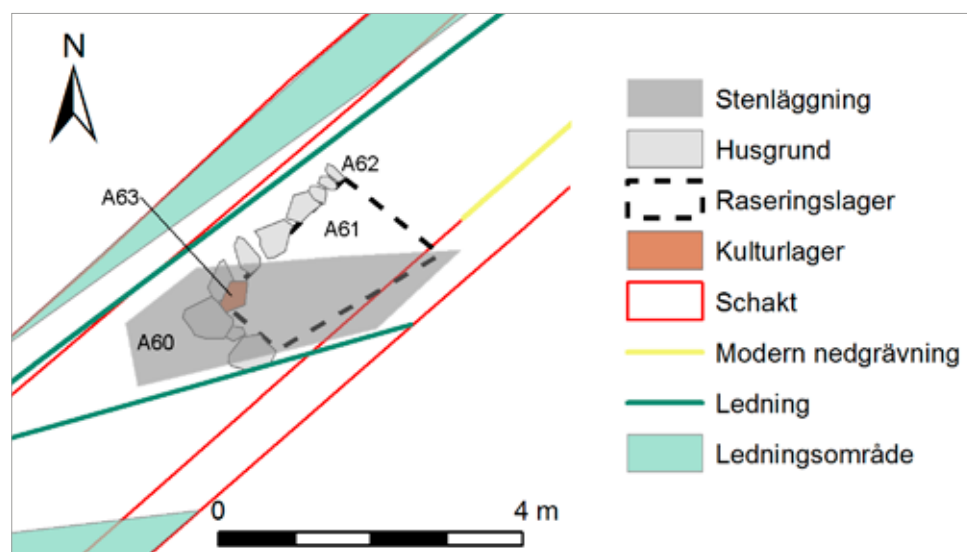 N
A62
A63
A61
A60
0 4 m
Stenläggning
Husgrund
Raseringslager
Kulturlager
Schakt
Modern nedgrävning
Ledning
Ledningsområde